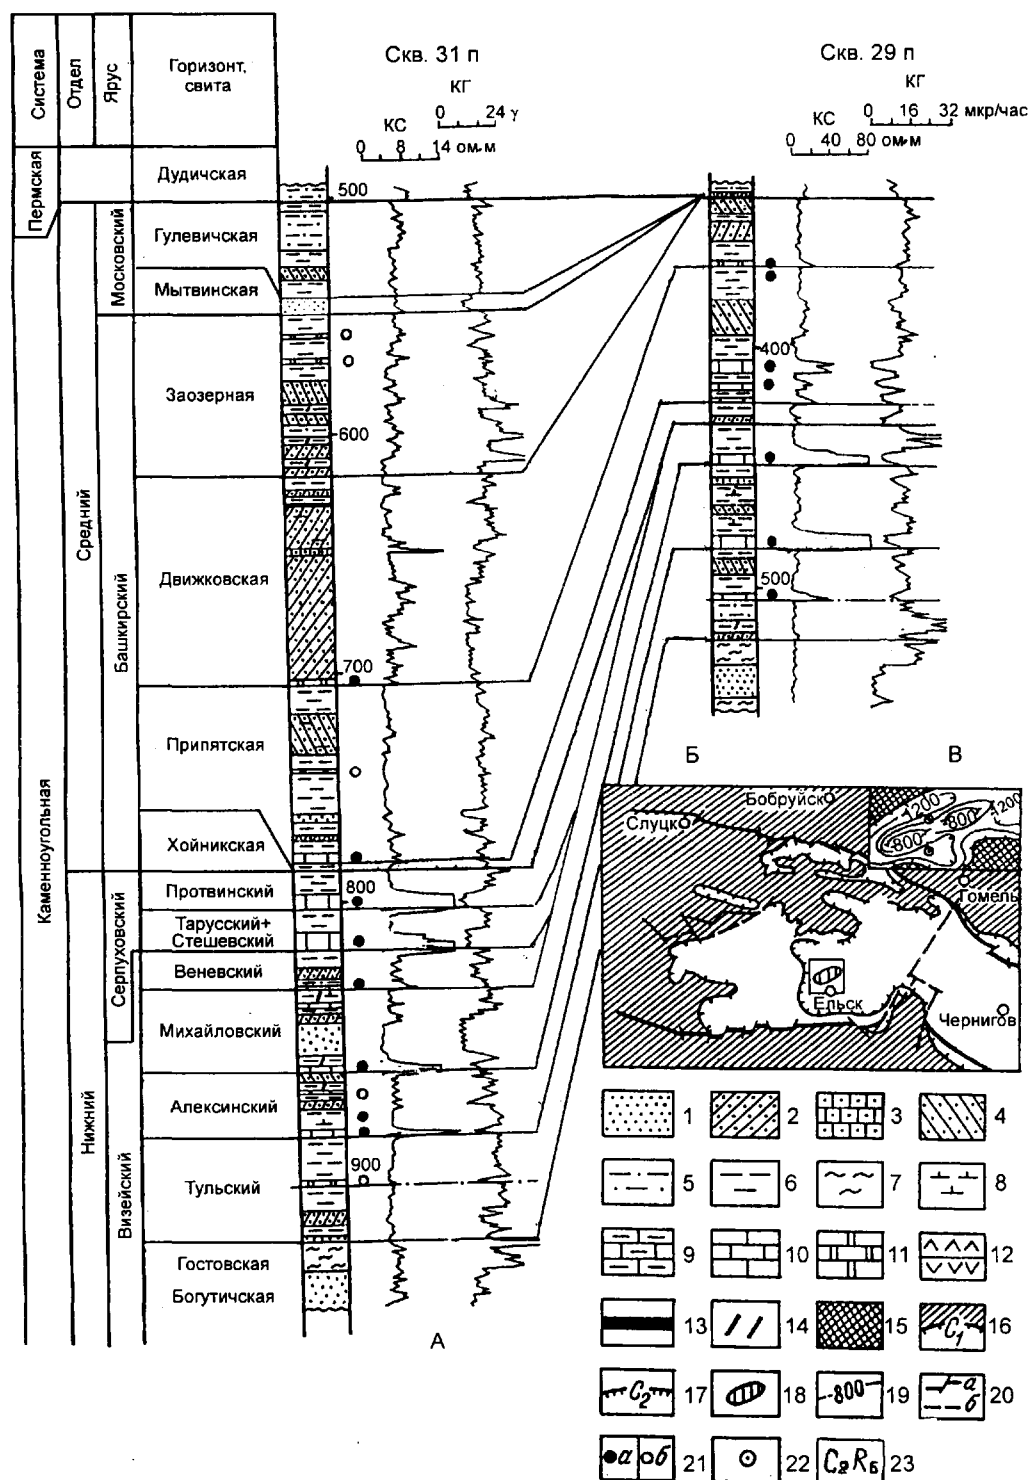 Скв. 31 п
Скв. 29 п
Система
Отдел
Ярус
Горизонт,
свита
КС
0 8 14 ом·м
КГ
0 24 γ
КС
0 40 80 ом·м
КГ
0 16 32 мкр/час
Пермская
Каменноугольная
Средний
Нижний
Московский
Башкирский
Серпуховский
Визейский
Дудичская
Гулевичская
Мытвинская
Заозерная
Движковская
Припятская
Хойникская
Протвинский
Тарусский+
Стешевский
Веневский
Михайловский
Алексинский
Тульский
Гостовская
Богутичская
500
600
700
800
900
400
500
А
Б
В
Бобруйск
Слуцк
Гомель
Ельск
Чернигов
1200
800
1200
800
1
2
3
4
5
6
7
8
9
10
11
12
13
14
15
C₁ 16
C₂ 17
18
-800- 19
а
б
20
а б 21
22
C₂R₅ 23